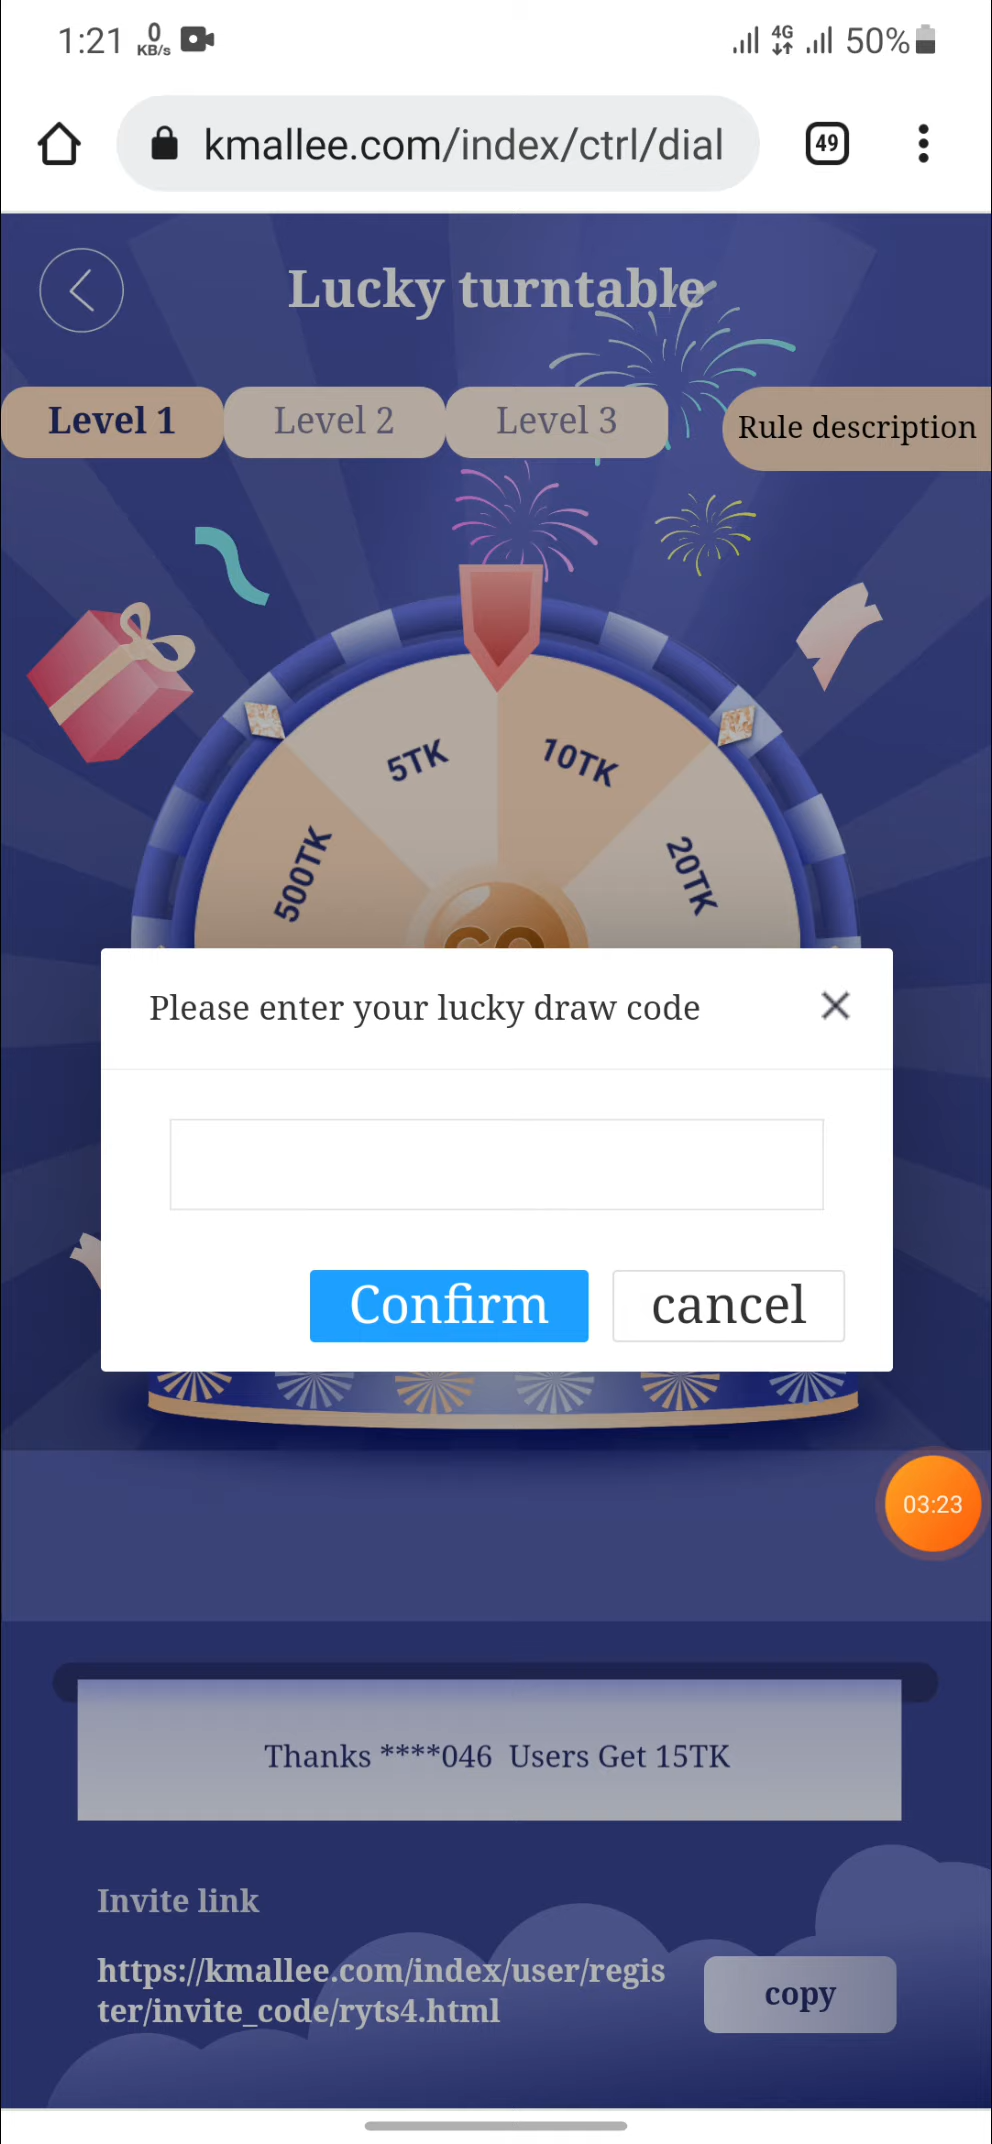 1:21 0 KB/s 4G 50%
kmallee.com/index/ctrl/dial 49
Lucky turntable
Level 1 Level 2 Level 3 Rule description
5TK 10TK
500TK 20TK
Please enter your lucky draw code
Confirm cancel
03:23
Thanks ****046 Users Get 15TK
Invite link
https://kmallee.com/index/user/regis
ter/invite_code/ryts4.html
copy